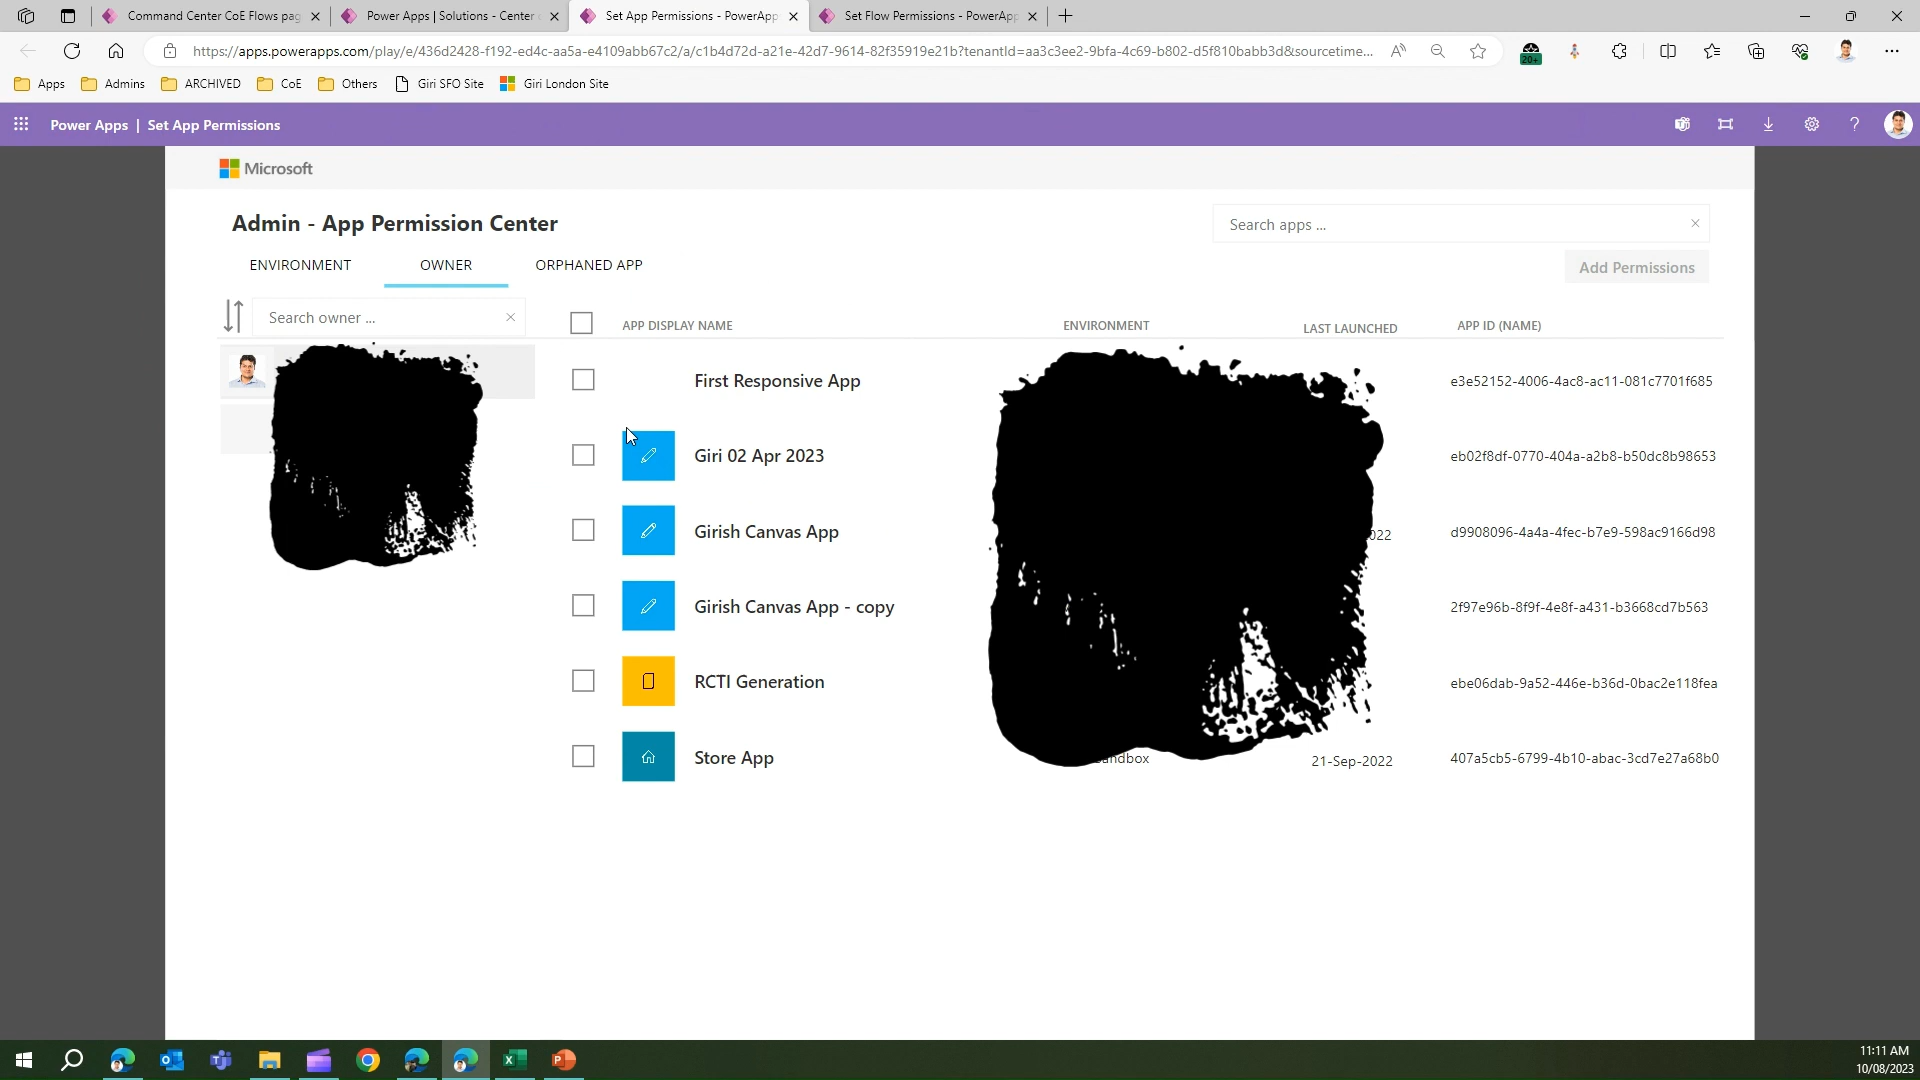 Command Center CoE Flows pag
Power Apps | Solutions - Center
Set App Permissions - PowerApp
Set Flow Permissions - PowerApp
https://apps.powerapps.com/play/e/436d2428-f192-ed4c-aa5a-e4109abb67c2/a/c1b4d72d-a21e-42d7-9614-82f35919e21b?tenantId=aa3c3ee2-9bfa-4c69-b802-d5f810babb3d&sourcetime...
20+
Apps
Admins
ARCHIVED
CoE
Others
Giri SFO Site
Giri London Site
Power Apps | Set App Permissions
Microsoft
Admin - App Permission Center
Search apps ...
ENVIRONMENT
OWNER
ORPHANED APP
Add Permissions
Search owner ...
APP DISPLAY NAME
ENVIRONMENT
LAST LAUNCHED
APP ID (NAME)
First Responsive App
e3e52152-4006-4ac8-ac11-081c7701f685
Giri 02 Apr 2023
eb02f8df-0770-404a-a2b8-b50dc8b98653
Girish Canvas App
d9908096-4a4a-4fec-b7e9-598ac9166d98
Girish Canvas App - copy
2f97e96b-8f9f-4e8f-a431-b3668cd7b563
RCTI Generation
ebe06dab-9a52-446e-b36d-0bac2e118fea
Store App
21-Sep-2022
407a5cb5-6799-4b10-abac-3cd7e27a68b0
11:11 AM
10/08/2023